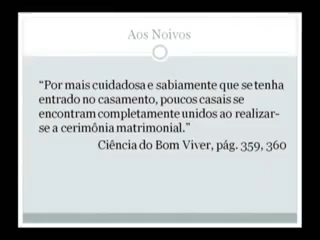 Aos Noivos
“Por mais cuidadosa e sabiamente que se tenha
entrado no casamento, poucos casais se
encontram completamente unidos ao realizar-
se a cerimônia matrimonial.”
Ciência do Bom Viver, pág. 359, 360